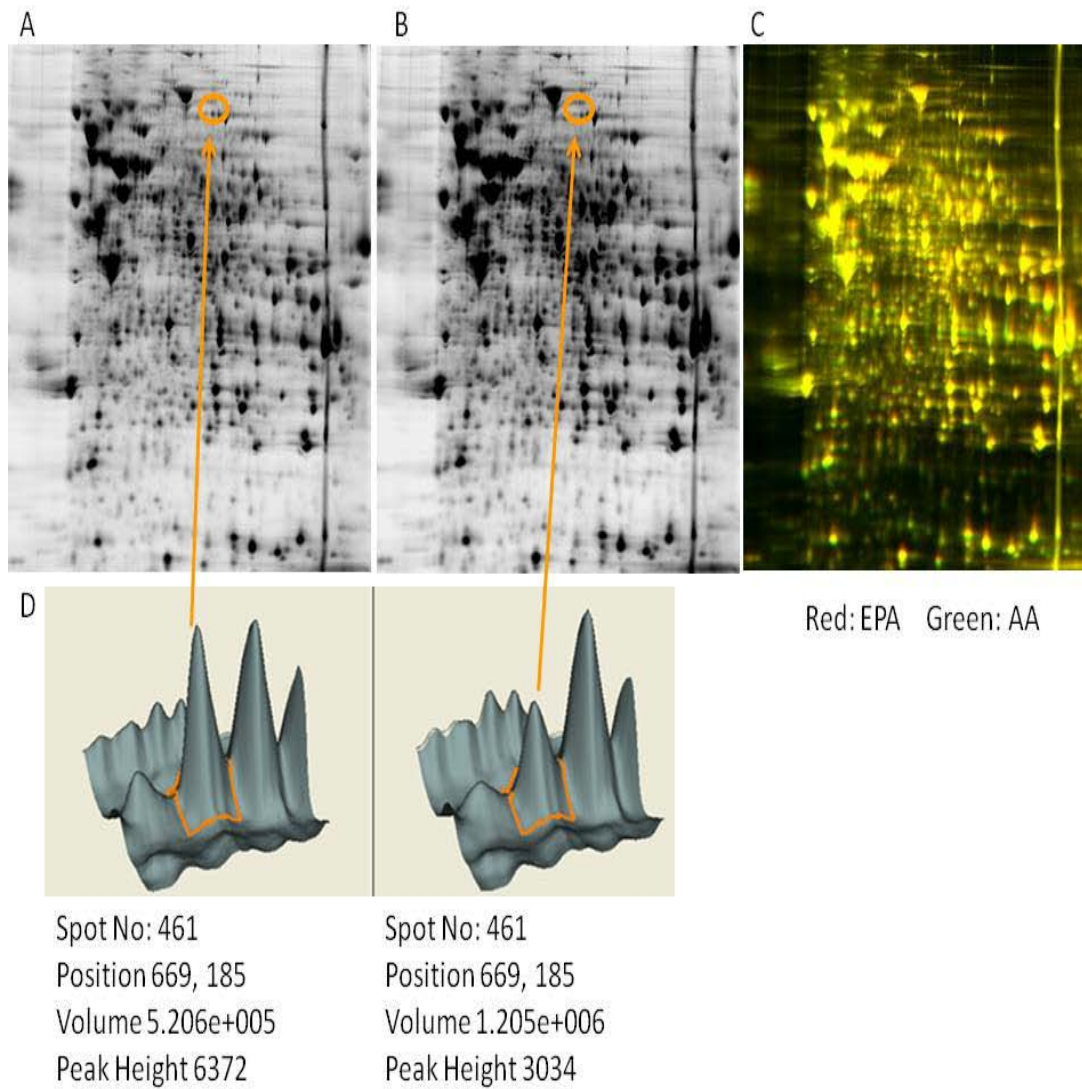 A
B
C
Red: EPA Green: AA
D
Spot No: 461
Position 669, 185
Volume 5.206e+005
Peak Height 6372
Spot No: 461
Position 669, 185
Volume 1.205e+006
Peak Height 3034